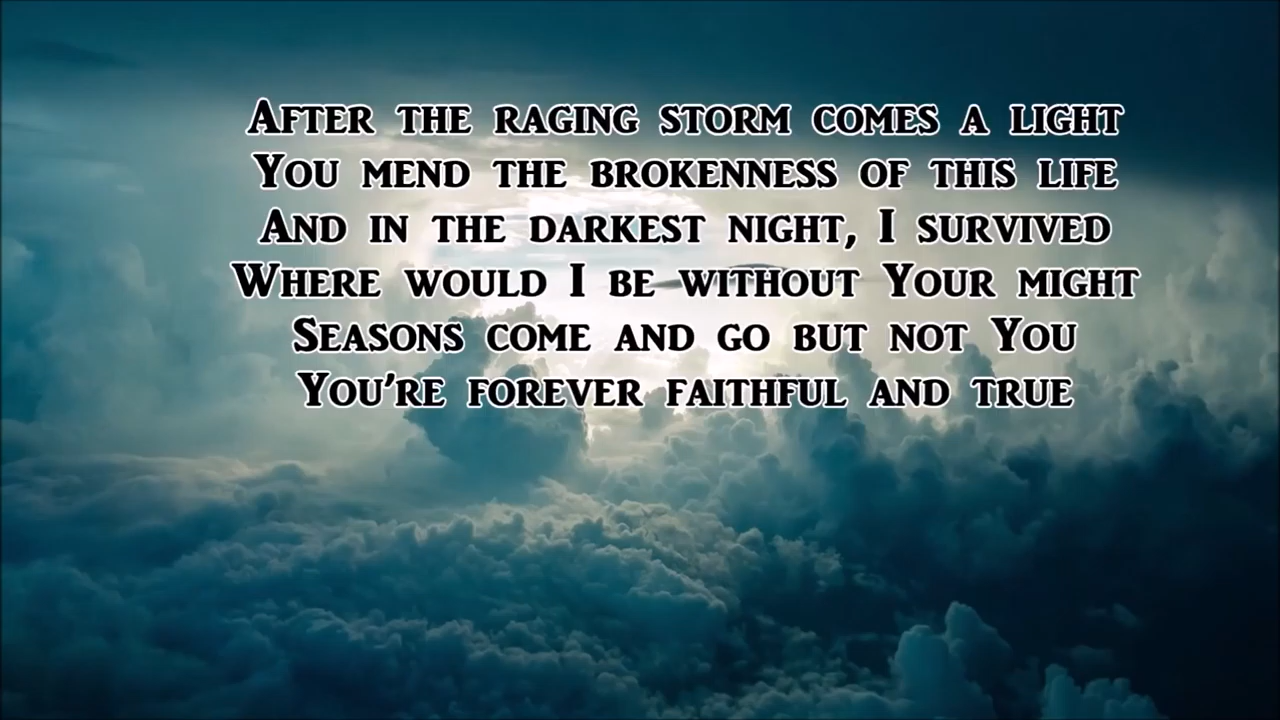 After the raging storm comes a light
You mend the brokenness of this life
And in the darkest night, I survived
Where would I be without Your might
Seasons come and go but not You
You're forever faithful and true